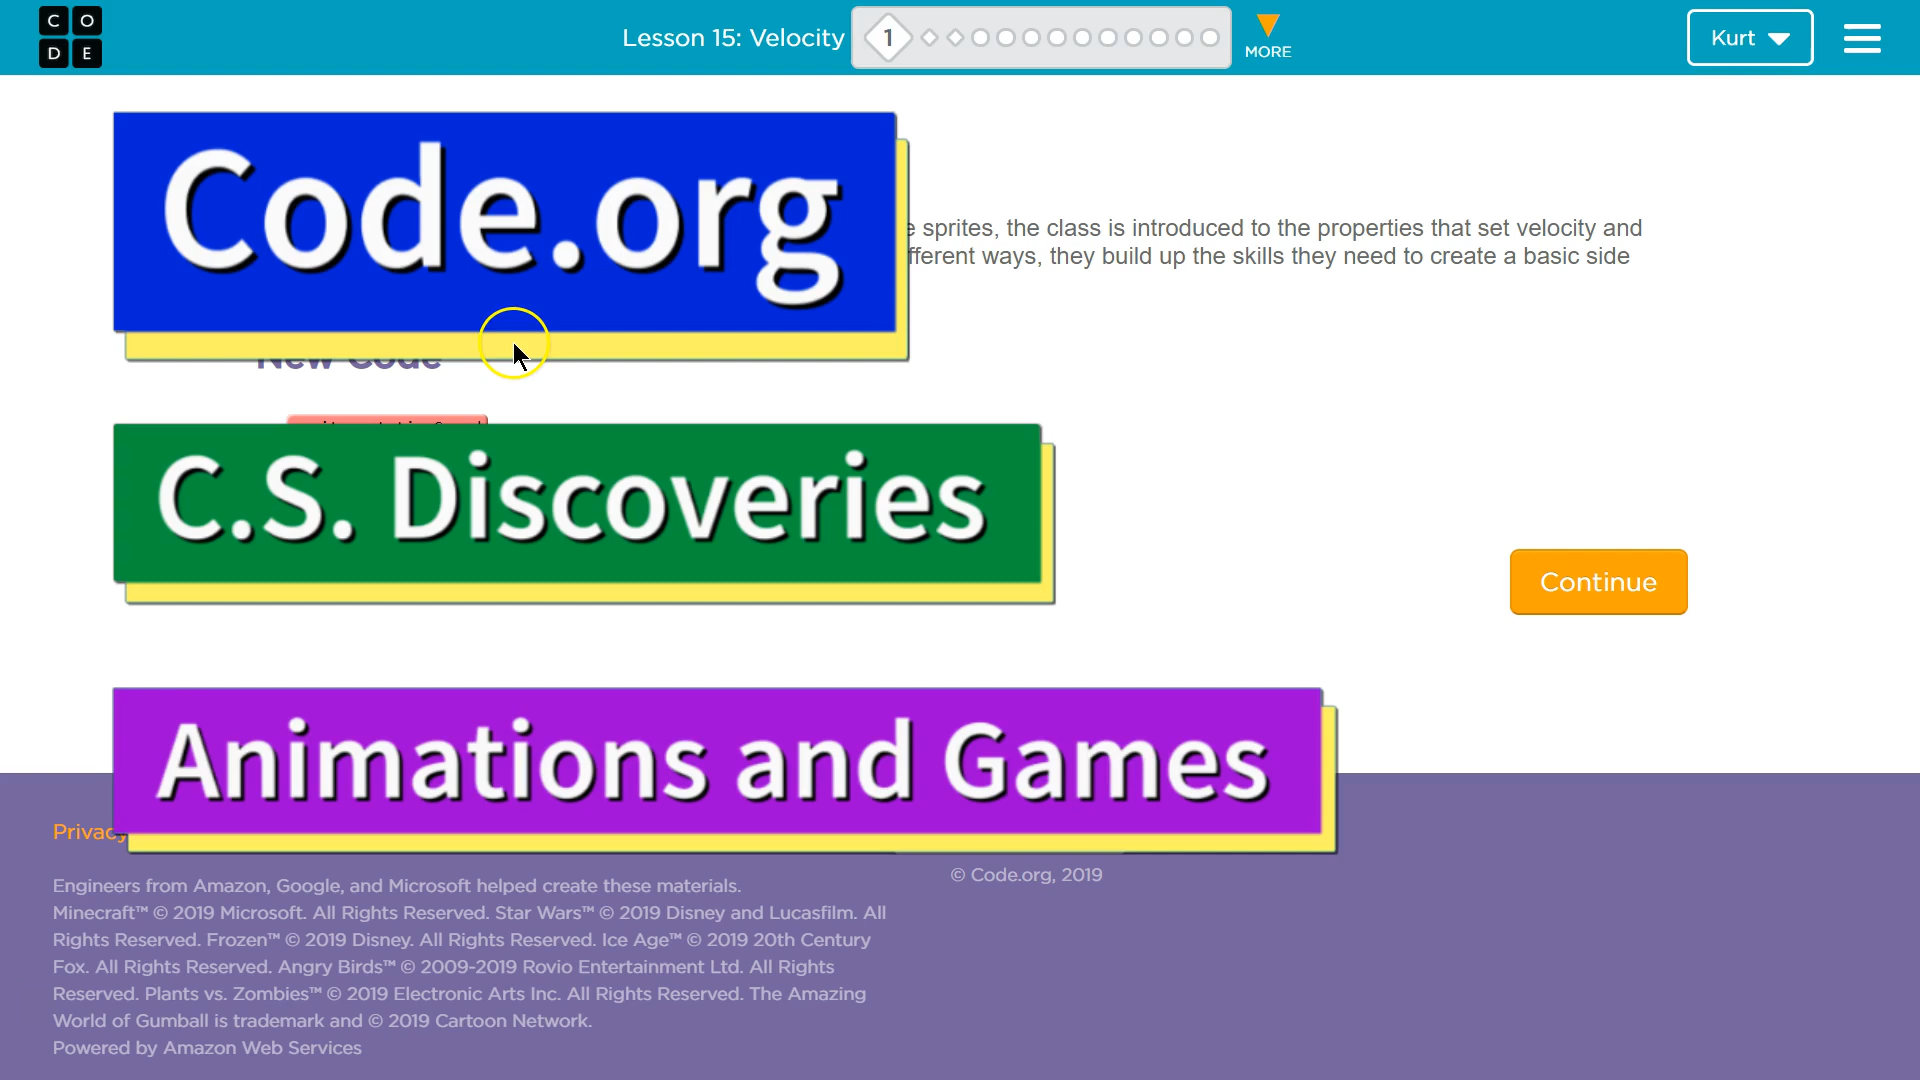 C O
D E
Lesson 15: Velocity
1
MORE
Kurt
Code.org
sprites, the class is introduced to the properties that set velocity and
ways, they build up the skills they need to create a basic side
New Code
C.S. Discoveries
Continue
Animations and Games
Privacy
© Code.org, 2019
Engineers from Amazon, Google, and Microsoft helped create these materials.
Minecraft™ © 2019 Microsoft. All Rights Reserved. Star Wars™ © 2019 Disney and Lucasfilm. All
Rights Reserved. Frozen™ © 2019 Disney. All Rights Reserved. Ice Age™ © 2019 20th Century
Fox. All Rights Reserved. Angry Birds™ © 2009-2019 Rovio Entertainment Ltd. All Rights
Reserved. Plants vs. Zombies™ © 2019 Electronic Arts Inc. All Rights Reserved. The Amazing
World of Gumball is trademark and © 2019 Cartoon Network.
Powered by Amazon Web Services